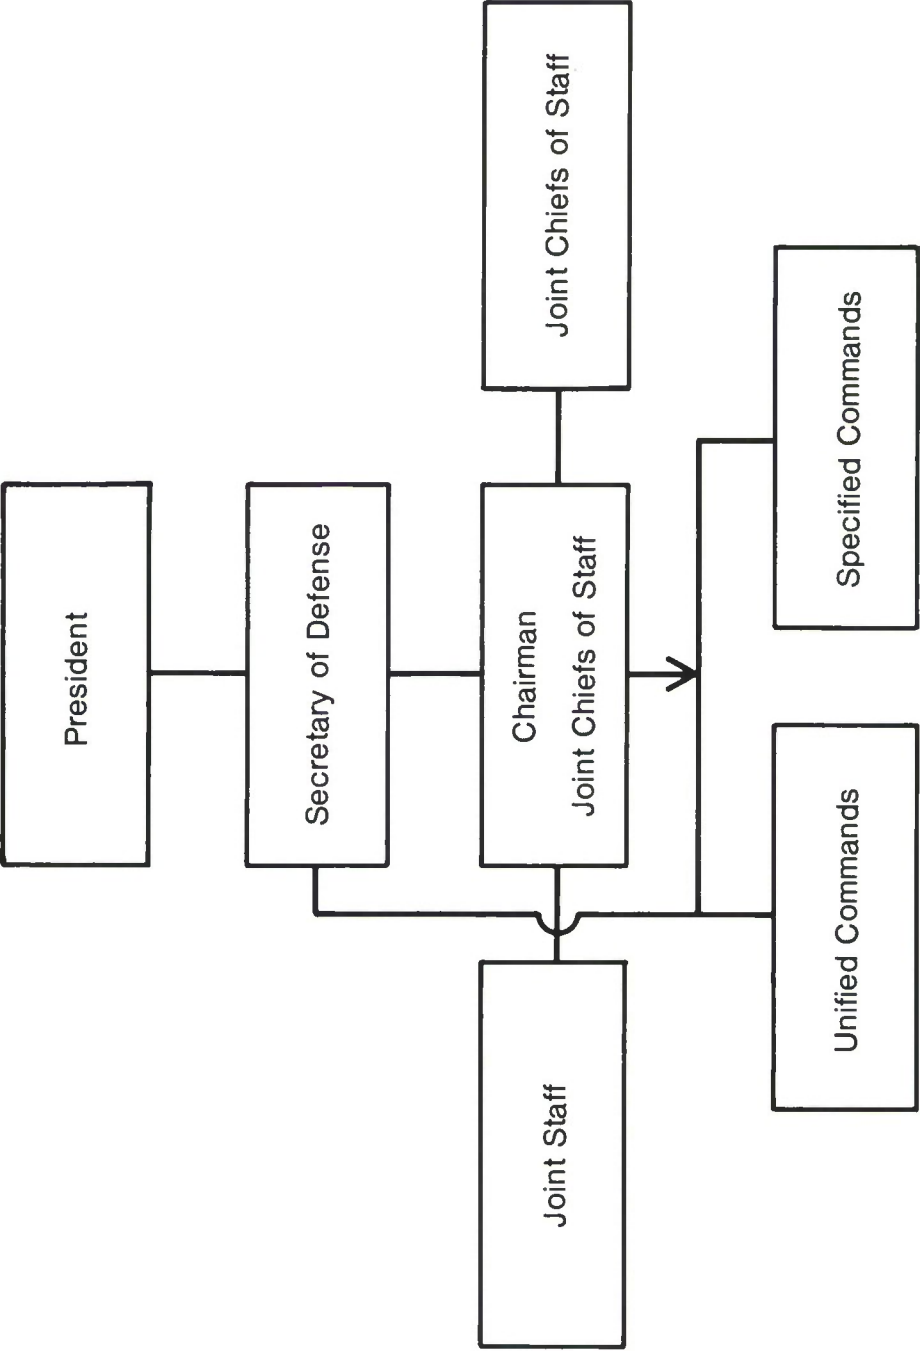 President
Secretary of Defense
Joint Staff
Chairman
Joint Chiefs of Staff
Joint Chiefs of Staff
Unified Commands
Specified Commands